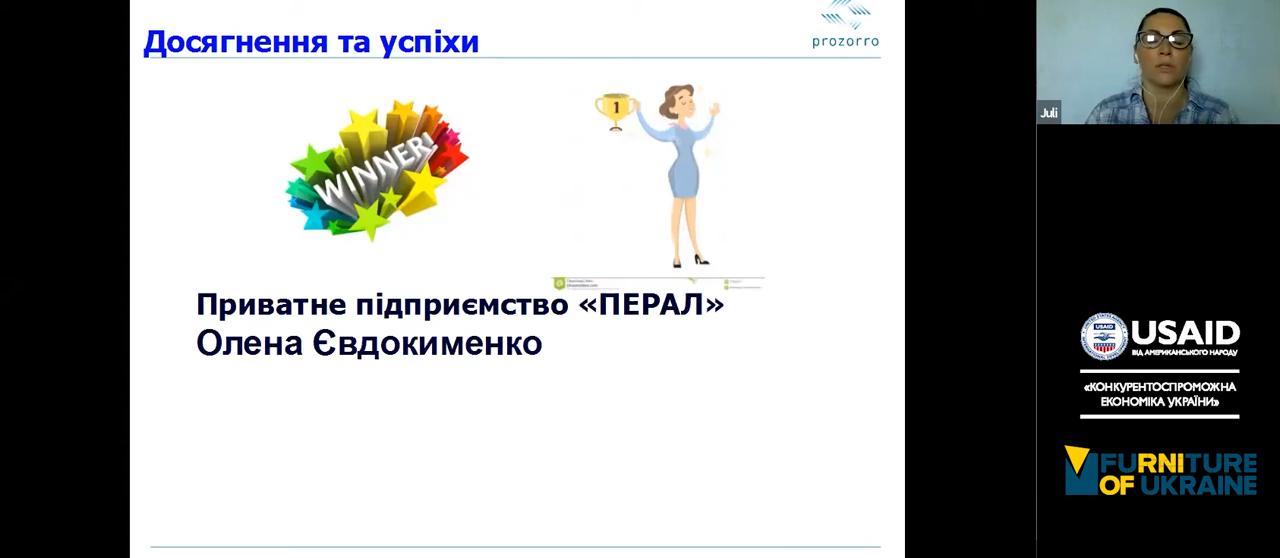 Досягнення та успіхи
prozorro
WINNER!
1
Приватне підприємство «ПЕРАЛ»
Олена Євдокименко
Juli
USAID
USAID
ВІД АМЕРИКАНСЬКОГО НАРОДУ
«КОНКУРЕНТОСПРОМОЖНА
ЕКОНОМІКА УКРАЇНИ»
FURNITURE
OF UKRAINE